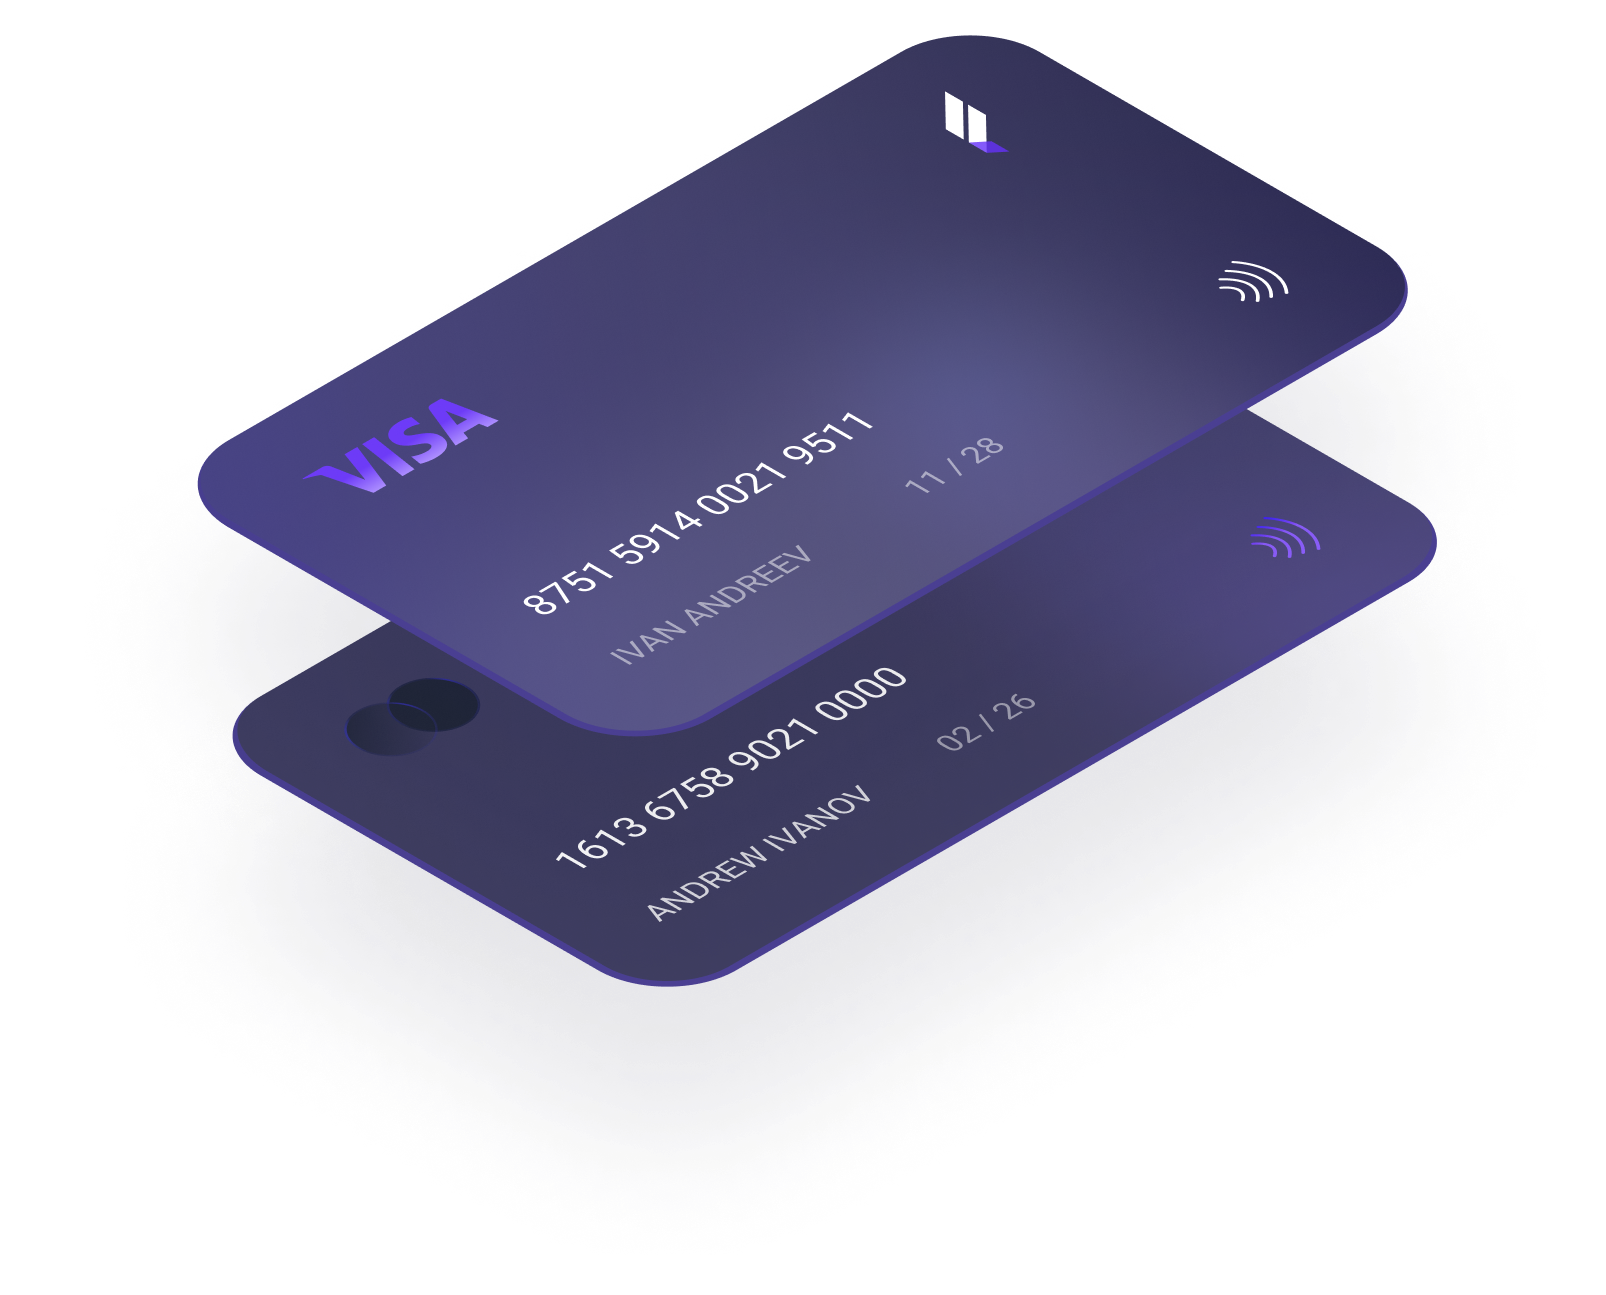 VISA
8751 5914 0021 9511
11 / 28
IVAN ANDREEV
1613 6758 9021 0000
02 / 26
ANDREW IVANOV